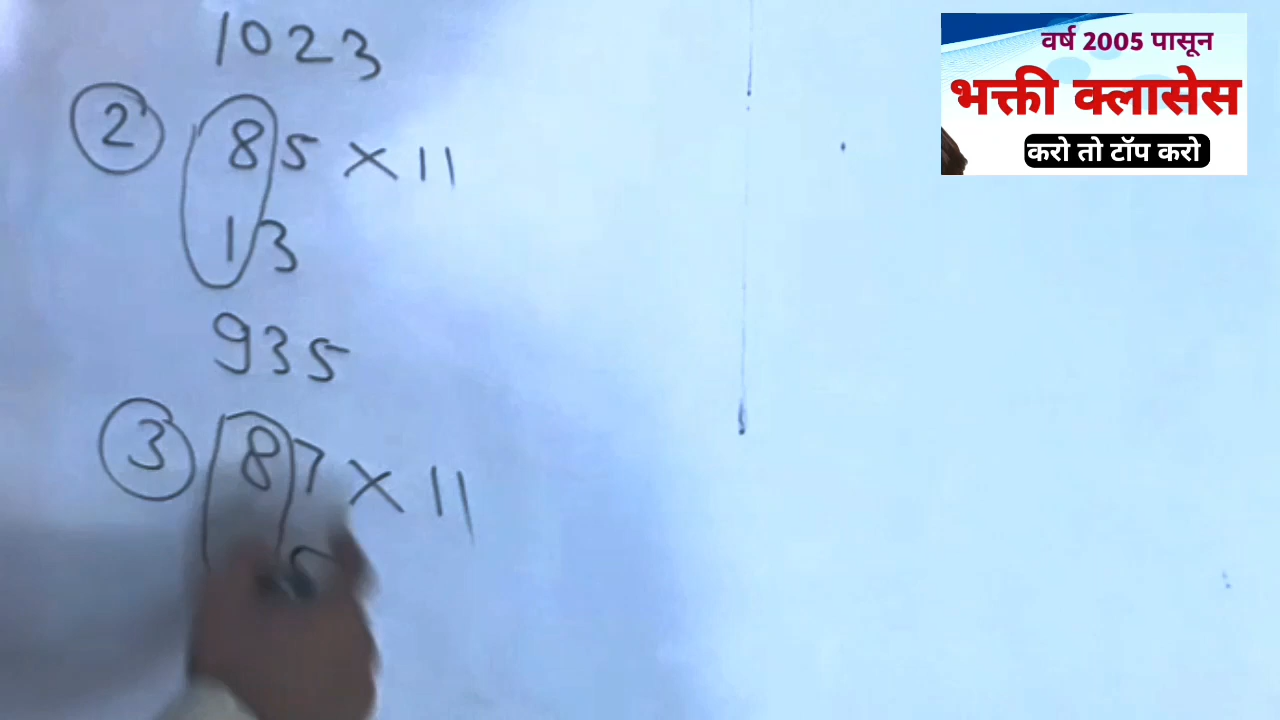 1023
② 85 × 11
13
935
③ 87 × 11
वर्ष 2005 पासून
भक्ती क्लासेस
करो तो टॉप करो